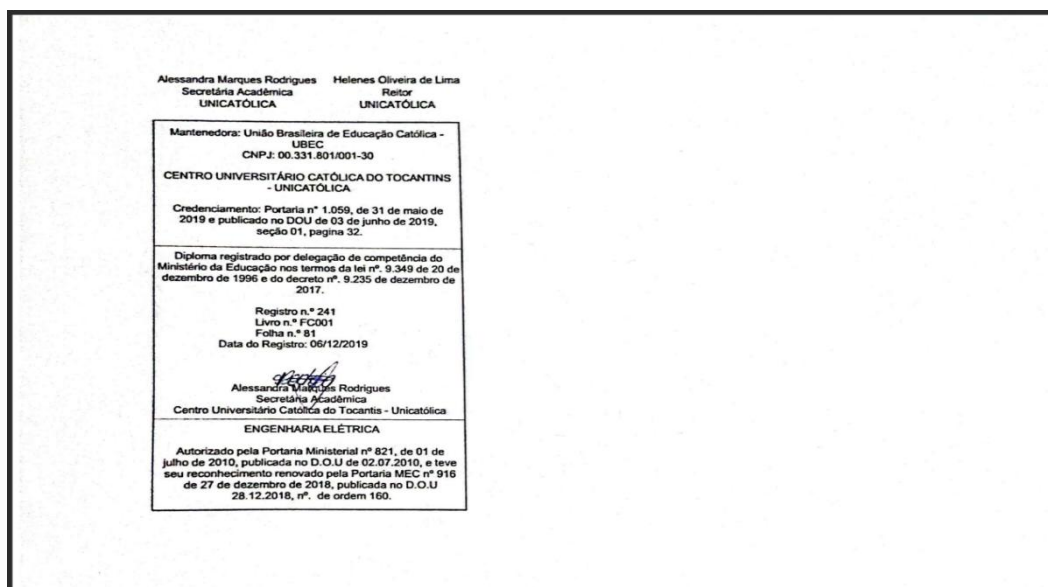 Alessandra Marques Rodrigues Helenes Oliveira de Lima
Secretária Acadêmica Reitor
UNICATÓLICA UNICATÓLICA
Mantenedora: União Brasileira de Educação Católica -
UBEC
CNPJ: 00.331.801/001-30
CENTRO UNIVERSITÁRIO CATÓLICA DO TOCANTINS
- UNICATÓLICA
Credenciamento: Portaria n° 1.059, de 31 de maio de
2019 e publicado no DOU de 03 de junho de 2019,
seção 01, pagina 32.
Diploma registrado por delegação de competência do
Ministério da Educação nos termos da lei nº. 9.349 de 20 de
dezembro de 1996 e do decreto nº. 9.235 de dezembro de
2017.
Registro n.º 241
Livro n.º FC001
Folha n.º 81
Data do Registro: 06/12/2019
Alessandra Marques Rodrigues
Secretária Acadêmica
Centro Universitário Católica do Tocantis - Unicatólica
ENGENHARIA ELÉTRICA
Autorizado pela Portaria Ministerial nº 821, de 01 de
julho de 2010, publicada no D.O.U de 02.07.2010, e teve
seu reconhecimento renovado pela Portaria MEC nº 916
de 27 de dezembro de 2018, publicada no D.O.U
28.12.2018, nº. de ordem 160.